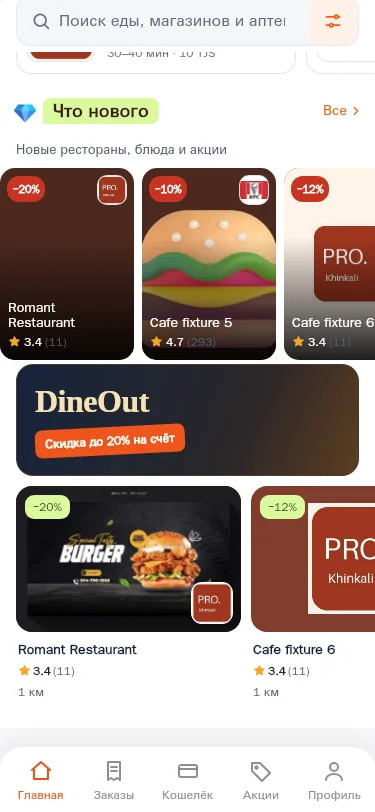 Поиск еды, магазинов и аптек
30–40 мин · 10 TJS
Что нового
Все
Новые рестораны, блюда и акции
−20%
PRO.
Khinkali
−10%
KFC
−12%
PRO.
Khinkali
Romant
Restaurant
3.4 (11)
Cafe fixture 5
4.7 (293)
Cafe fixture 6
3.4 (11)
DineOut
Скидка до 20% на счёт
−20%
Special Taste
BURGER
PRO.
Khinkali
−12%
PRO
Khinkali
Romant Restaurant
3.4 (11)
1 км
Cafe fixture 6
3.4 (11)
1 км
Главная
Заказы
Кошелёк
Акции
Профиль